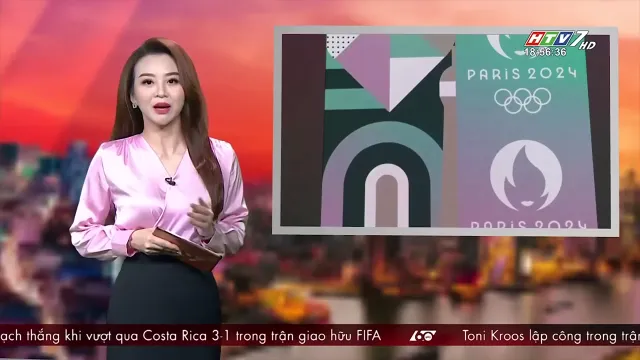 HTV7 HD
18:56:36
PARIS 2024
PARIS 2024
ạch thắng khi vượt qua Costa Rica 3-1 trong trận giao hữu FIFA
60
Toni Kroos lập công trong trậ